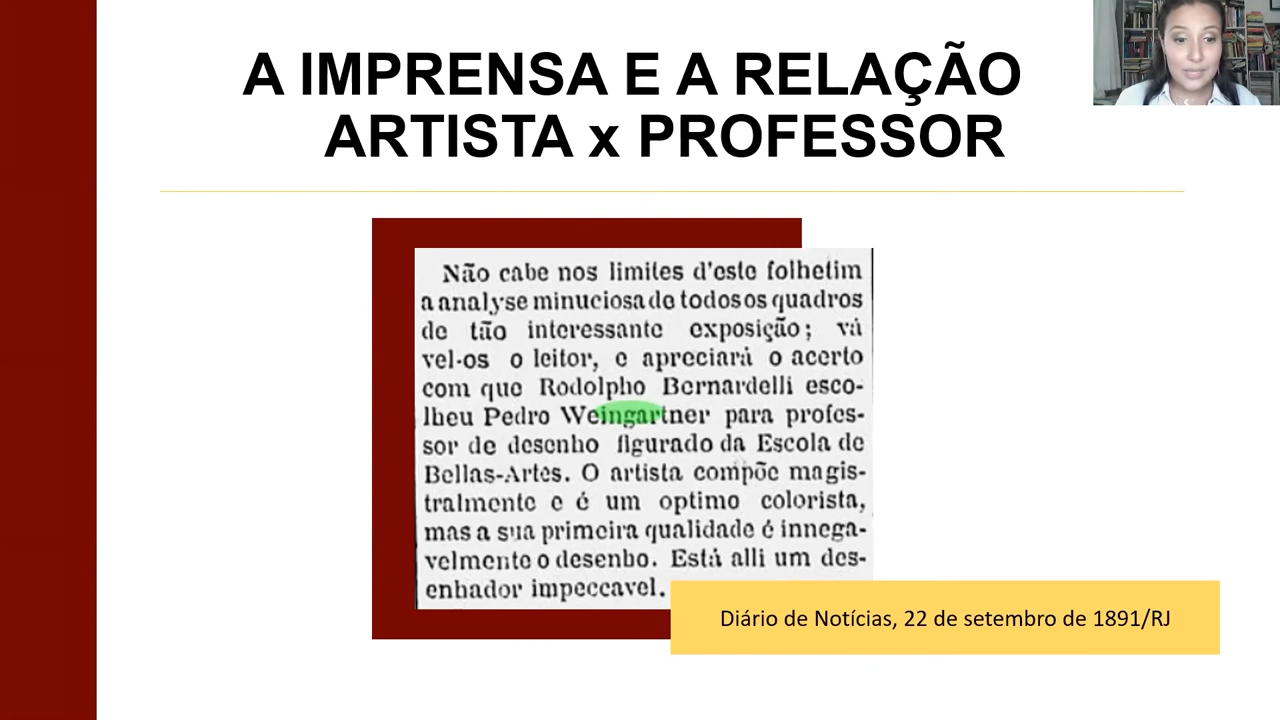 A IMPRENSA E A RELAÇÃO
ARTISTA x PROFESSOR
Não cabe nos limites d'este folhetim
a analyse minuciosa de todos os quadros
de tão interessante exposição; vá
vel-os o leitor, e apreciará o acerto
com que Rodolpho Bernardelli esco-
lheu Pedro Weingartner para profes-
sor de desenho figurado da Escola de
Bellas-Artes. O artista compõe magis-
tralmente e é um optimo colorista,
mas a sua primeira qualidade é innega-
velmente o desenho. Está alli um des-
enhador impeccavel.
Diário de Notícias, 22 de setembro de 1891/RJ